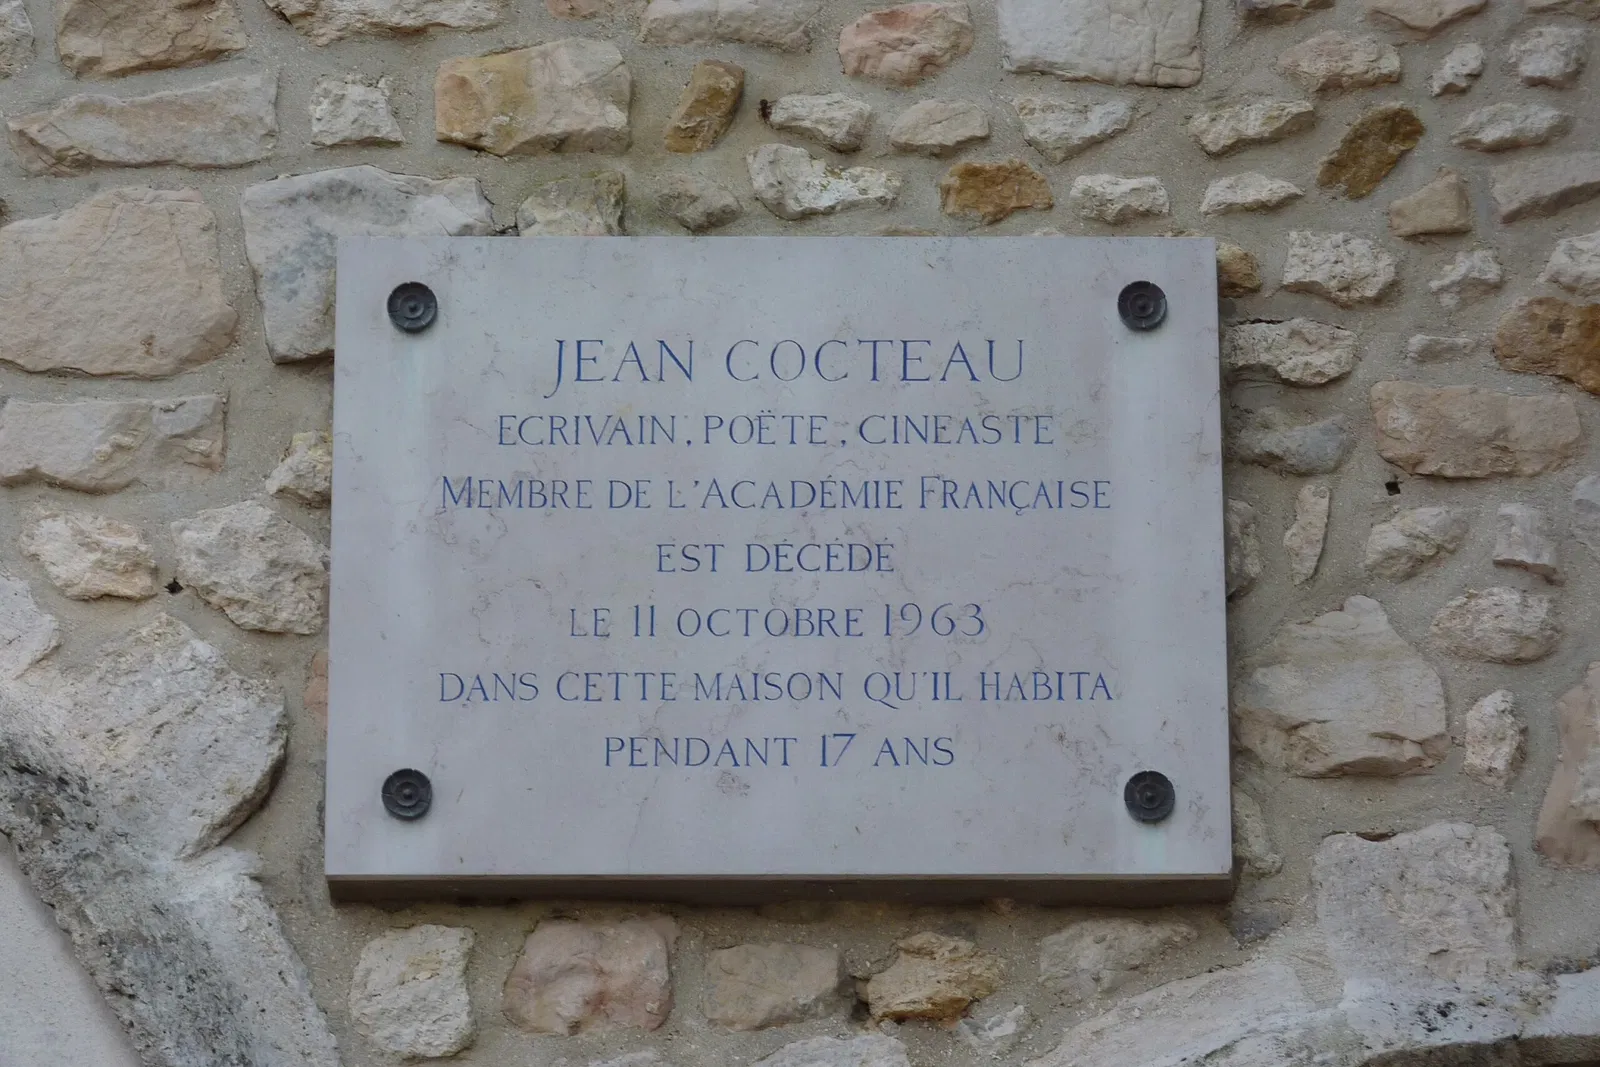 JEAN COCTEAU
ECRIVAIN, POËTE, CINEASTE
MEMBRE DE L'ACADÉMIE FRANÇAISE
EST DÉCÉDÉ
LE 11 OCTOBRE 1963
DANS CETTE MAISON QU'IL HABITA
PENDANT 17 ANS